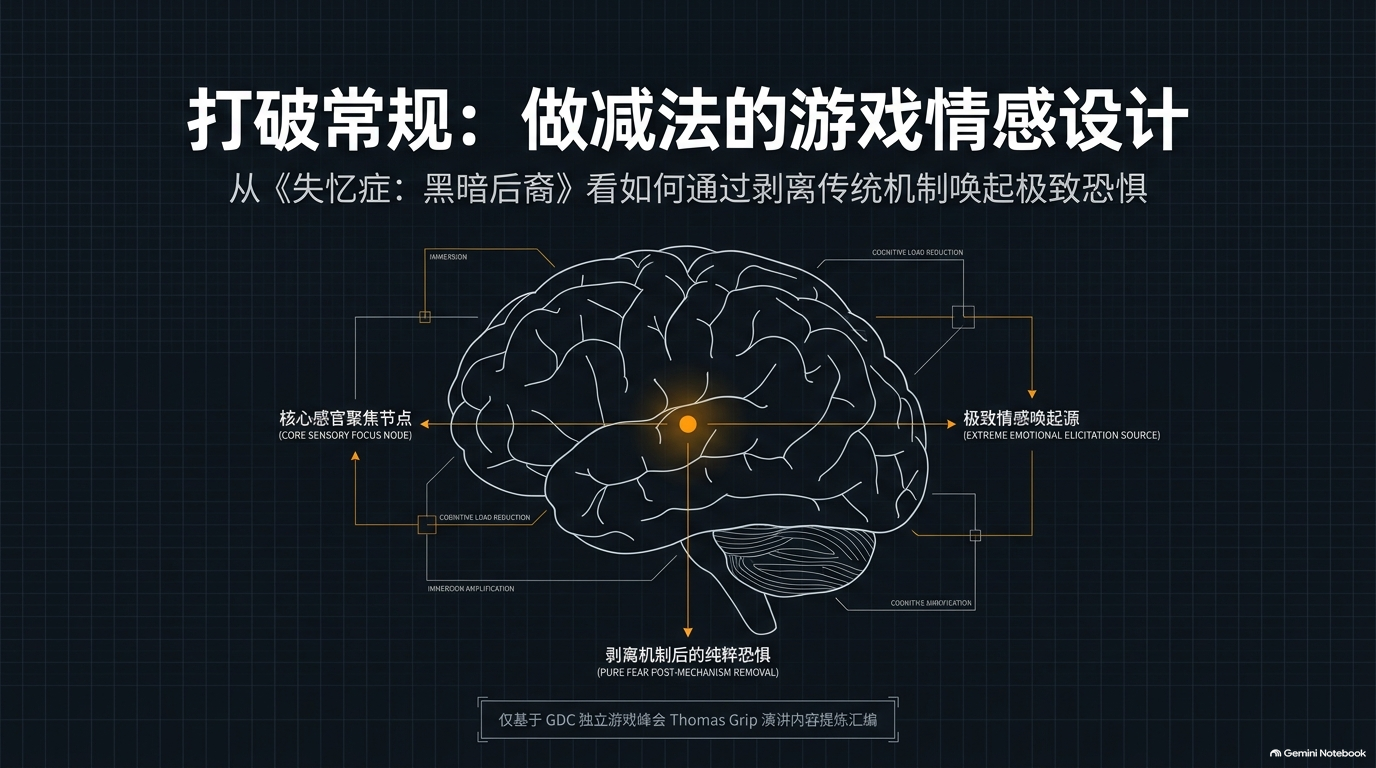 打破常规：做减法的游戏情感设计
从《失忆症：黑暗后裔》看如何通过剥离传统机制唤起极致恐惧
IMMERSION
COGNITIVE LOAD REDUCTION
核心感官聚焦节点
(CORE SENSORY FOCUS NODE)
极致情感唤起源
(EXTREME EMOTIONAL ELICITATION SOURCE)
COGNITIVE LOAD REDUCTION
AMPLIFICATION
剥离机制后的纯粹恐惧
(PURE FEAR POST-MECHANISM REMOVAL)
仅基于 GDC 独立游戏峰会 Thomas Grip 演讲内容提炼汇编
Gemini Notebook